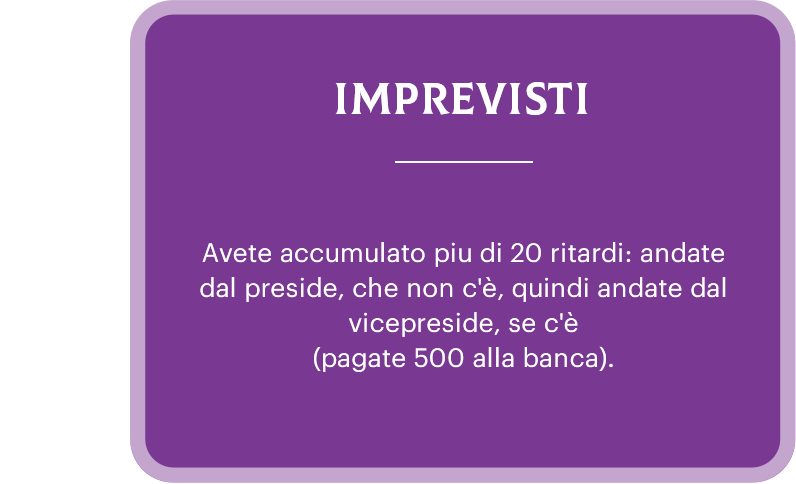 IMPREVISTI
Avete accumulato piu di 20 ritardi: andate
dal preside, che non c'è, quindi andate dal
vicepreside, se c'è
(pagate 500 alla banca).